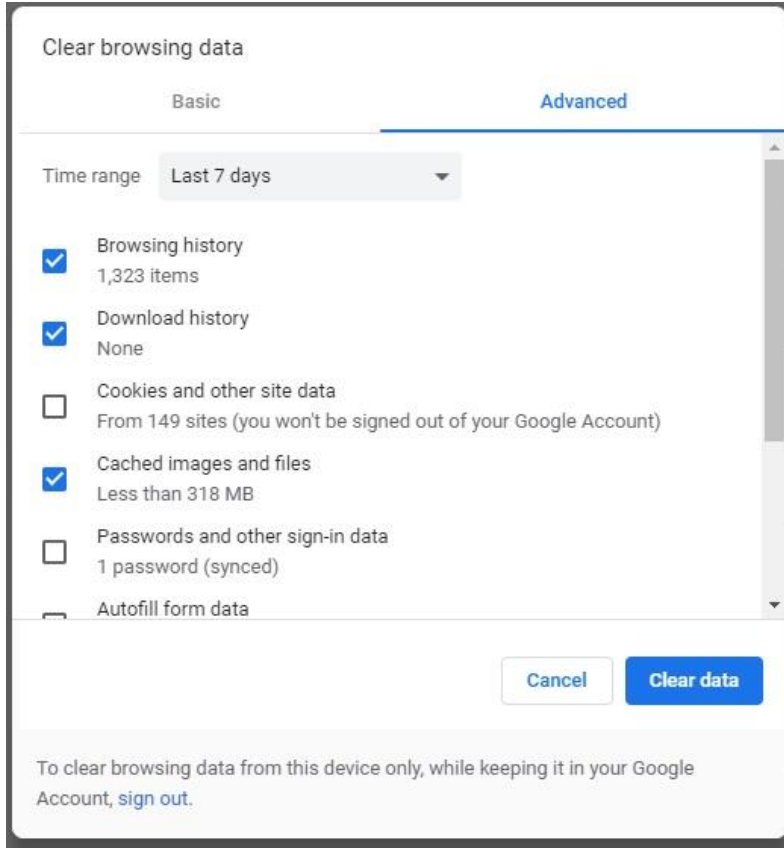 Clear browsing data
Basic
Advanced
Time range
Last 7 days
Browsing history
1,323 items
Download history
None
Cookies and other site data
From 149 sites (you won't be signed out of your Google Account)
Cached images and files
Less than 318 MB
Passwords and other sign-in data
1 password (synced)
Autofill form data
Cancel
Clear data
To clear browsing data from this device only, while keeping it in your Google
Account, sign out.